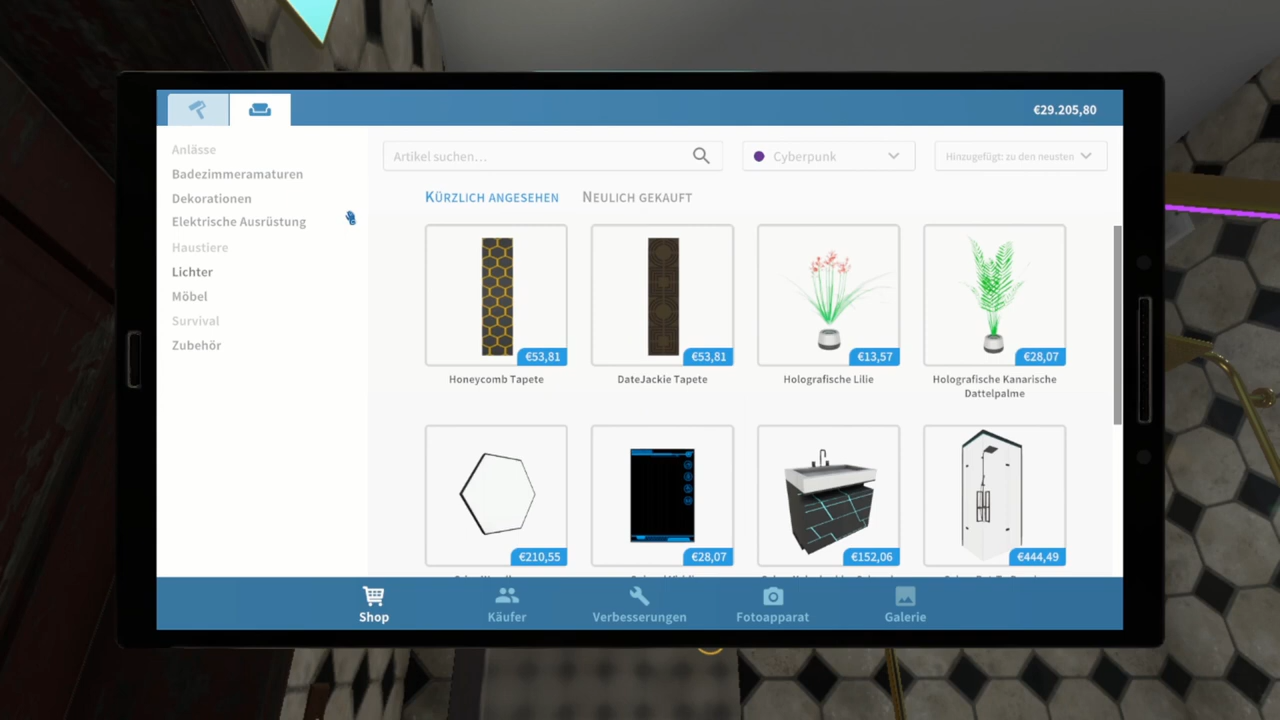 €29.205,80
Anlässe
Badezimmeramaturen
Dekorationen
Elektrische Ausrüstung
Haustiere
Lichter
Möbel
Survival
Zubehör
Artikel suchen...
Cyberpunk
Hinzugefügt: zu den neusten
KÜRZLICH ANGESEHEN
NEULICH GEKAUFT
€53,81
€53,81
€13,57
€28,07
Honeycomb Tapete
DateJackie Tapete
Holografische Lilie
Holografische Kanarische
Dattelpalme
€210,55
€28,07
€152,06
€444,49
Shop
Käufer
Verbesserungen
Fotoapparat
Galerie